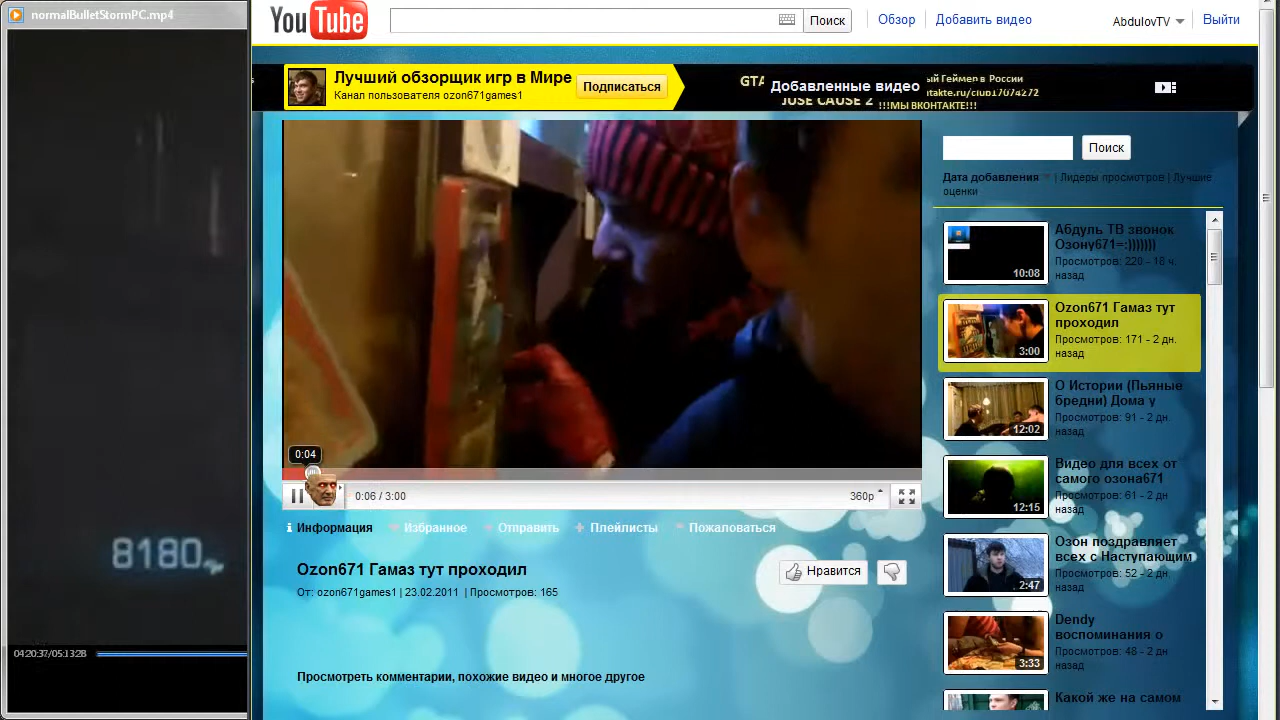 normalBulletStormPC.mp4
8180
04:20:37/05:13:28
YouTube
Поиск
Обзор
Добавить видео
AbdulovTV
Выйти
Лучший обзорщик игр в Мире
Канал пользователя ozon671games1
Подписаться
GTA
JUSE CAUSE 2
Добавленные видео
ый Геймер в России
ntakte.ru/club17074272
!!!МЫ ВКОНТАКТЕ!!!
0:04
0:06 / 3:00
360p
Информация
Избранное
Отправить
Плейлисты
Пожаловаться
Ozon671 Гамаз тут проходил
От: ozon671games1 | 23.02.2011 | Просмотров: 165
Нравится
Просмотреть комментарии, похожие видео и многое другое
Поиск
Дата добавления | Лидеры просмотров | Лучшие
оценки
10:08
Абдуль ТВ звонок
Озону671=:)))))))
Просмотров: 220 - 18 ч.
назад
3:00
Ozon671 Гамаз тут
проходил
Просмотров: 171 - 2 дн.
назад
12:02
О Истории (Пьяные
бредни) Дома у
Просмотров: 91 - 2 дн.
назад
12:15
Видео для всех от
самого озона671
Просмотров: 61 - 2 дн
назад
2:47
Озон поздравляет
всех с Наступающим
Просмотров: 52 - 2 дн.
назад
3:33
Dendy
воспоминания о
Просмотров: 48 - 2 дн.
назад
Какой же на самом